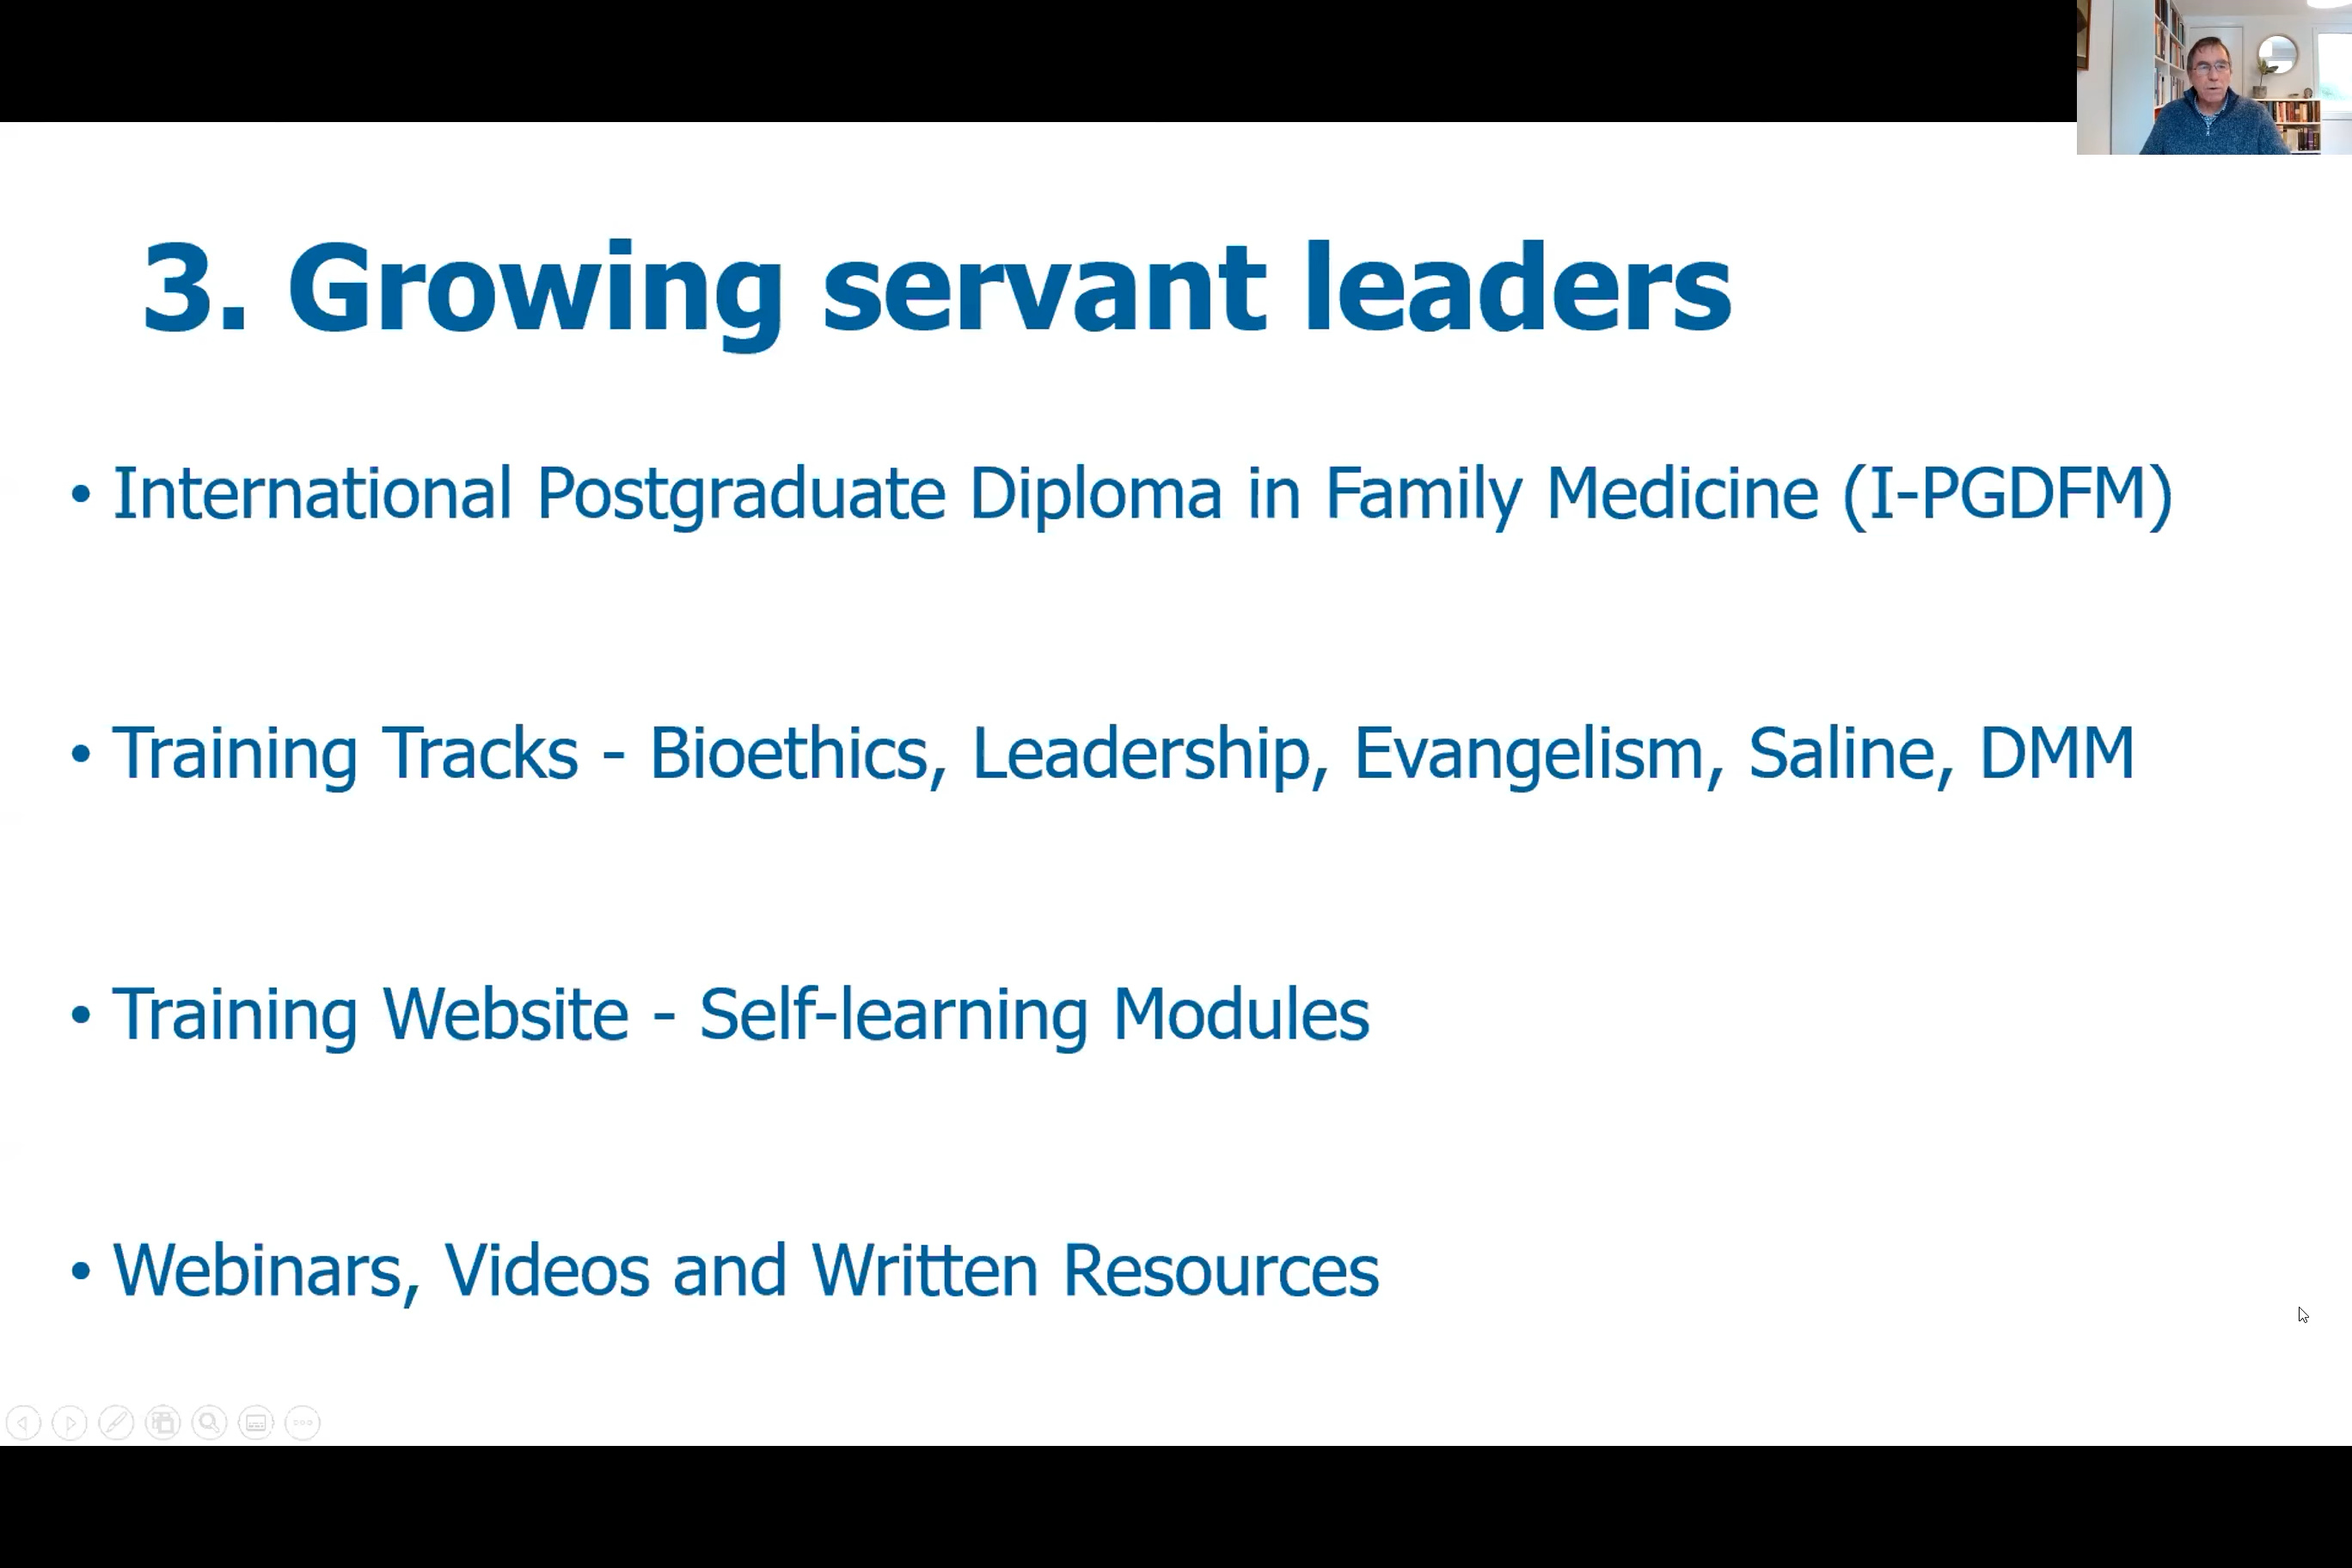 3. Growing servant leaders
• International Postgraduate Diploma in Family Medicine (I-PGDFM)
• Training Tracks - Bioethics, Leadership, Evangelism, Saline, DMM
• Training Website - Self-learning Modules
• Webinars, Videos and Written Resources